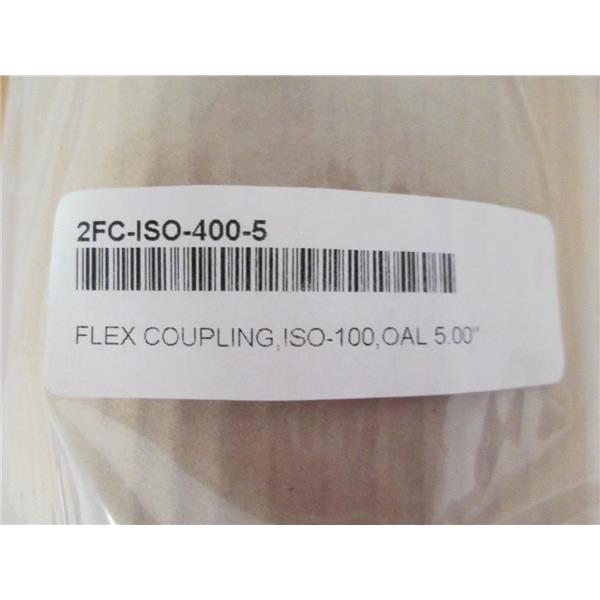 2FC-ISO-400-5
FLEX COUPLING,ISO-100,OAL 5.00"